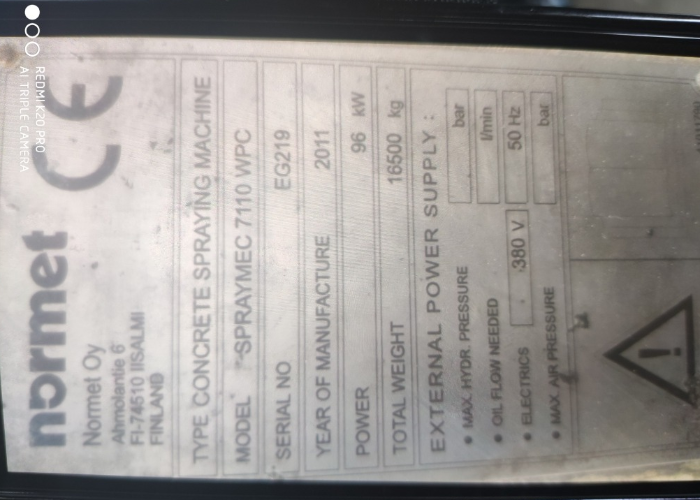 normet CE
Normet Oy
Ahmolantie 6
FI-74510 IISALMI
FINLAND
TYPE CONCRETE SPRAYING MACHINE
MODEL SPRAYMEC 7110 WPC
SERIAL NO EG219
YEAR OF MANUFACTURE 2011
POWER 96 kW
TOTAL WEIGHT 16500 kg
EXTERNAL POWER SUPPLY :
• MAX. HYDR. PRESSURE bar
• OIL FLOW NEEDED l/min
• ELECTRICS 380 V 50 Hz
• MAX. AIR PRESSURE bar
REDMI K20 PRO
AI TRIPLE CAMERA